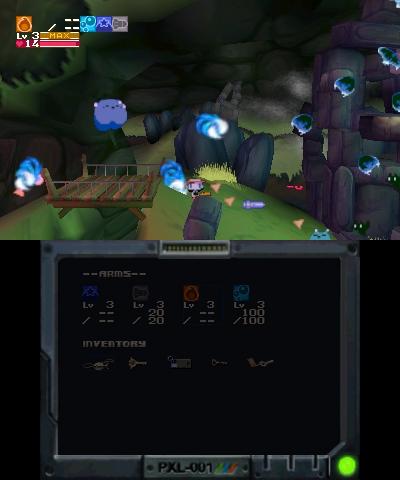 Lv 3 / --
MAX
14
--ARMS--
Lv 3 Lv 3 Lv 3 Lv 3
-- 20 -- 100
/ -- / 20 / -- /100
INVENTORY
PXL-001